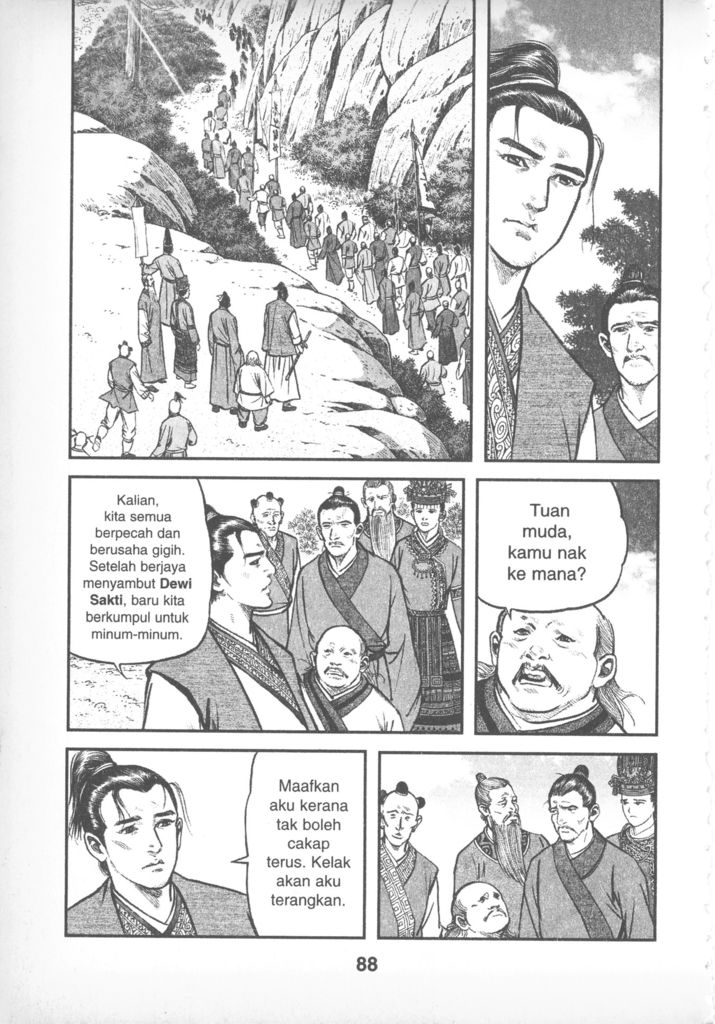 Kalian,
kita semua
berpecah dan
berusaha gigih.
Setelah berjaya
menyambut Dewi
Sakti, baru kita
berkumpul untuk
minum-minum.
Tuan
muda,
kamu nak
ke mana?
Maafkan
aku kerana
tak boleh
cakap
terus. Kelak
akan aku
terangkan.
88